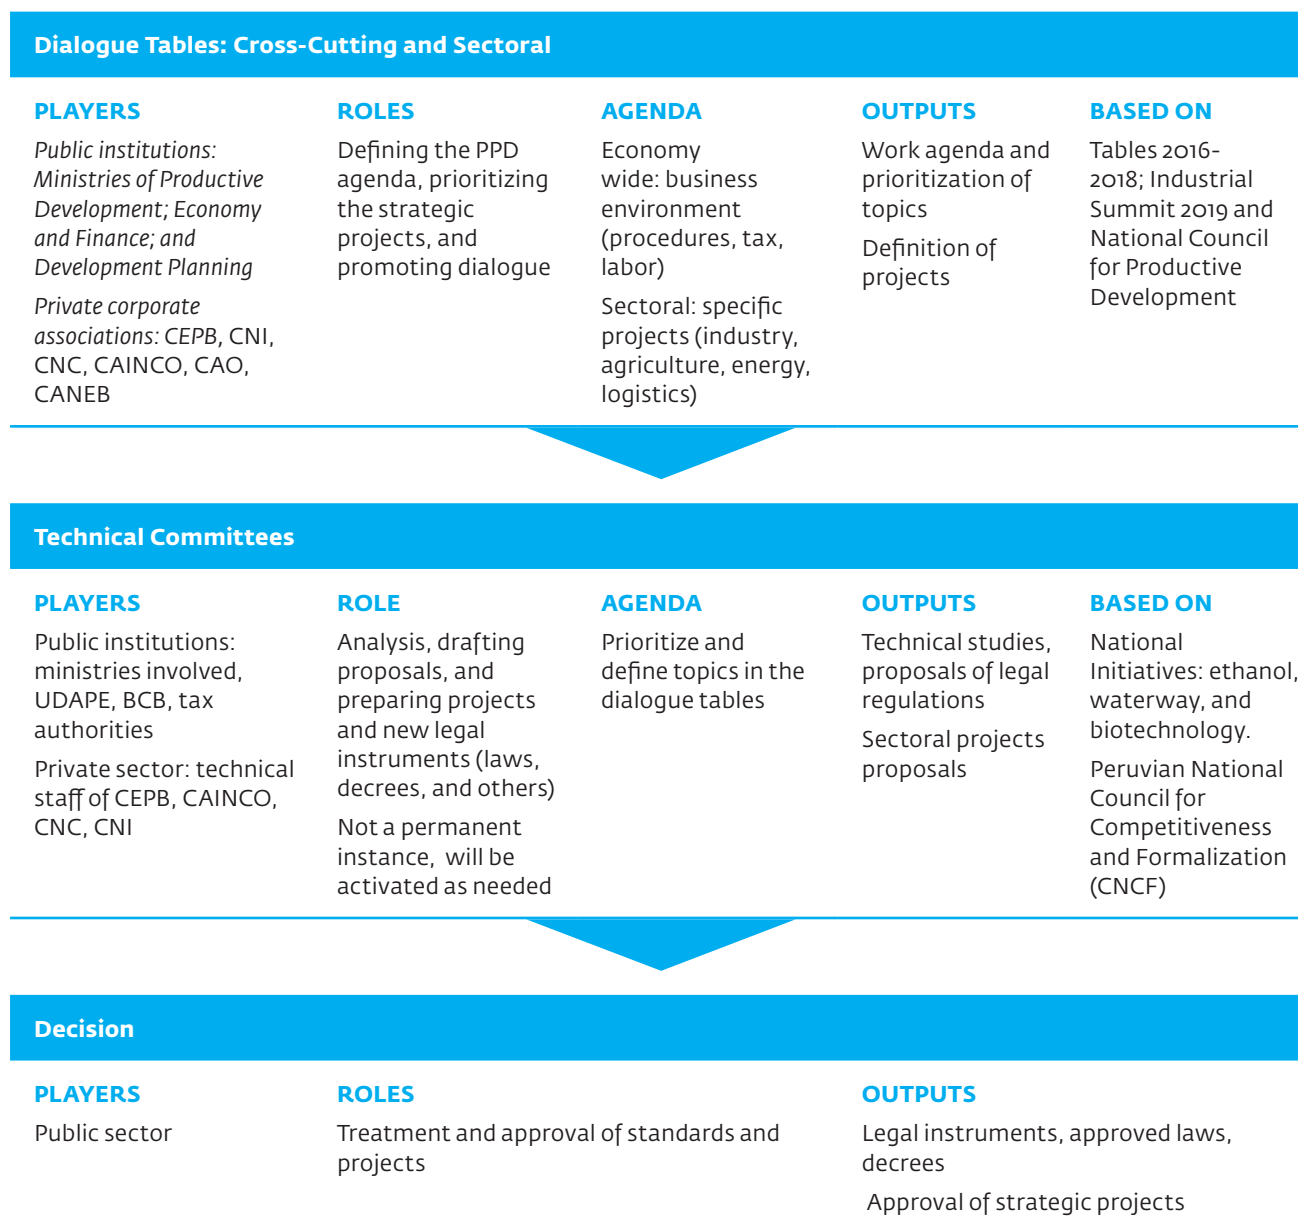 Dialogue Tables: Cross-Cutting and Sectoral
PLAYERS
Public institutions:
Ministries of Productive
Development; Economy
and Finance; and
Development Planning
Private corporate
associations: CEPB, CNI,
CNC, CAINCO, CAO,
CANEB
ROLES
Defining the PPD
agenda, prioritizing
the strategic
projects, and
promoting dialogue
AGENDA
Economy
wide: business
environment
(procedures, tax,
labor)
Sectoral: specific
projects (industry,
agriculture, energy,
logistics)
OUTPUTS
Work agenda and
prioritization of
topics
Definition of
projects
BASED ON
Tables 2016-
2018; Industrial
Summit 2019 and
National Council
for Productive
Development
Technical Committees
PLAYERS
Public institutions:
ministries involved,
UDAPE, BCB, tax
authorities
Private sector: technical
staff of CEPB, CAINCO,
CNC, CNI
ROLE
Analysis, drafting
proposals, and
preparing projects
and new legal
instruments (laws,
decrees, and others)
Not a permanent
instance, will be
activated as needed
AGENDA
Prioritize and
define topics in the
dialogue tables
OUTPUTS
Technical studies,
proposals of legal
regulations
Sectoral projects
proposals
BASED ON
National
Initiatives: ethanol,
waterway, and
biotechnology.
Peruvian National
Council for
Competitiveness
and Formalization
(CNCF)
Decision
PLAYERS
Public sector
ROLES
Treatment and approval of standards and
projects
OUTPUTS
Legal instruments, approved laws,
decrees
Approval of strategic projects